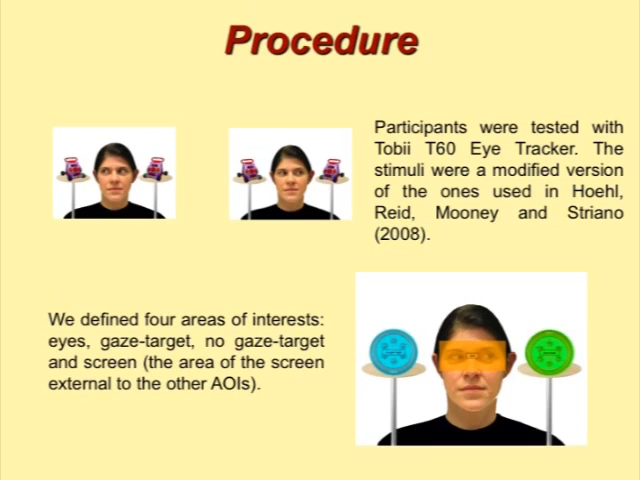 Procedure
Participants were tested with
Tobii T60 Eye Tracker. The
stimuli were a modified version
of the ones used in Hoehl,
Reid, Mooney and Striano
(2008).
We defined four areas of interests:
eyes, gaze-target, no gaze-target
and screen (the area of the screen
external to the other AOIs).